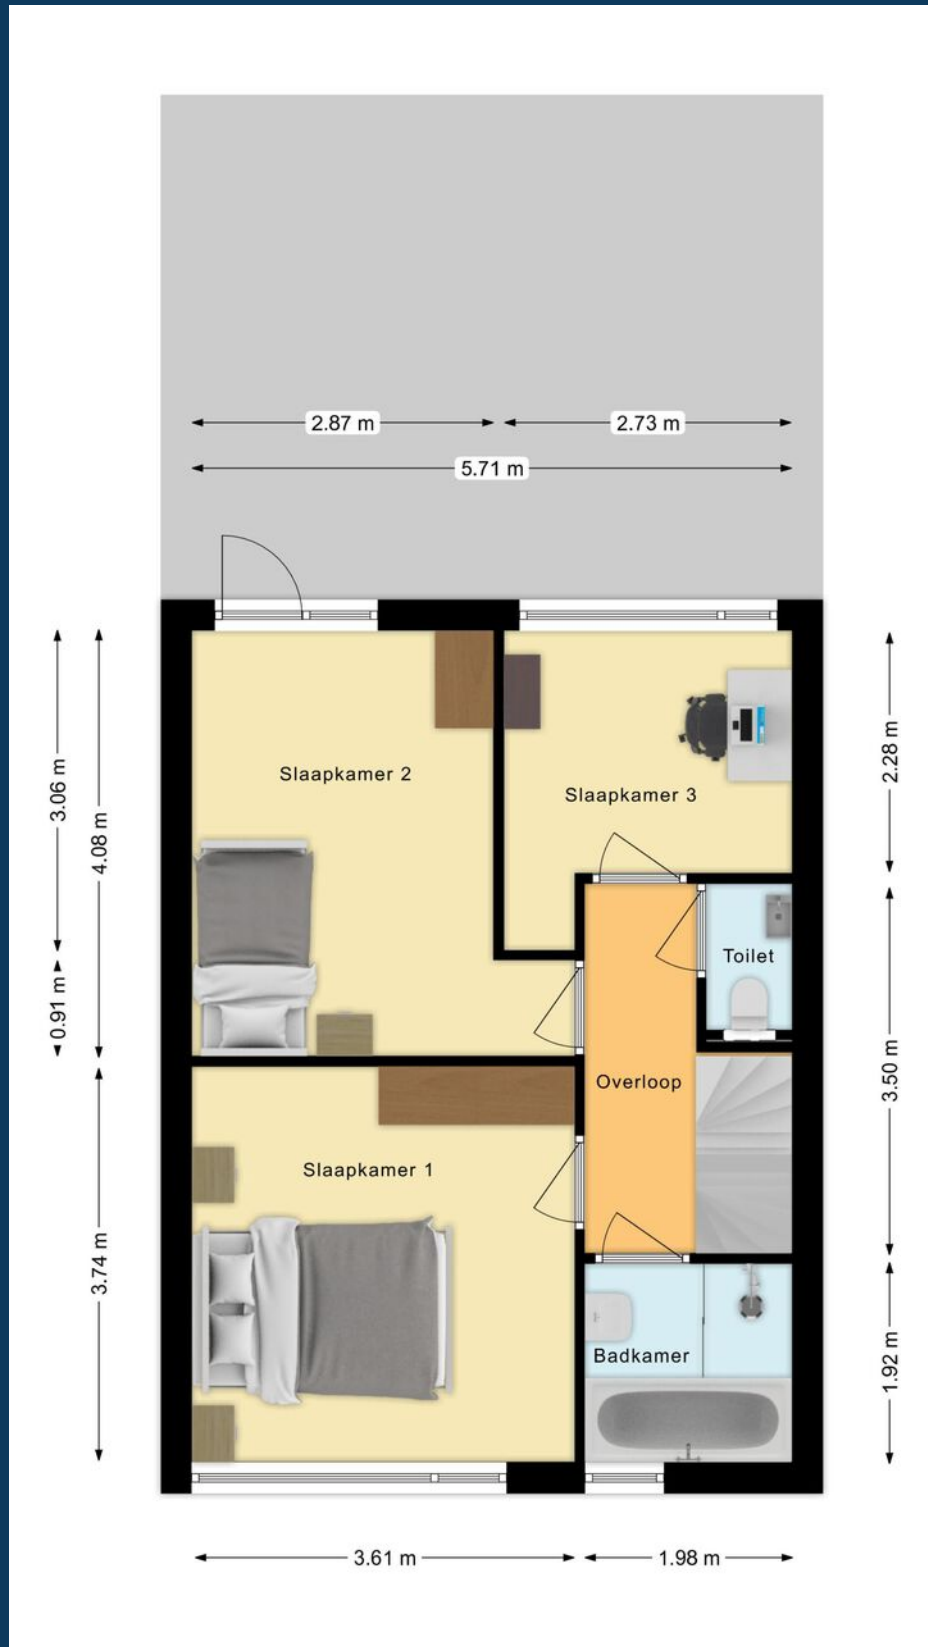 2.87 m
2.73 m
5.71 m
3.06 m
4.08 m
2.28 m
Slaapkamer 2
Slaapkamer 3
0.91 m
Toilet
3.50 m
Overloop
Slaapkamer 1
3.74 m
Badkamer
1.92 m
3.61 m
1.98 m